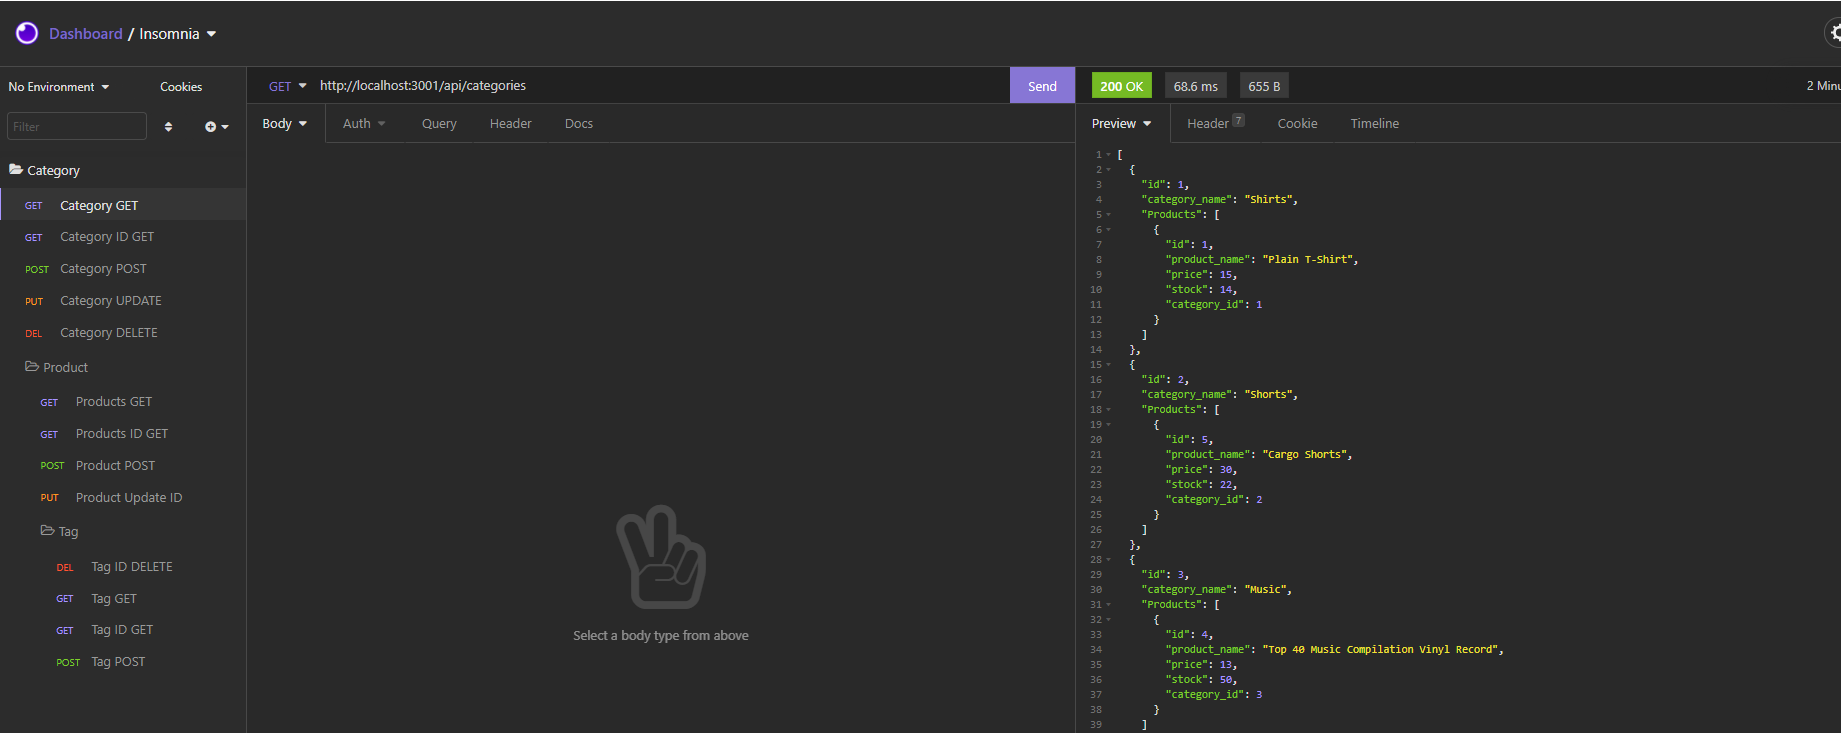 Dashboard / Insomnia
No Environment Cookies
Filter
Category
GET Category GET
GET Category ID GET
POST Category POST
PUT Category UPDATE
DEL Category DELETE
Product
GET Products GET
GET Products ID GET
POST Product POST
PUT Product Update ID
Tag
DEL Tag ID DELETE
GET Tag GET
GET Tag ID GET
POST Tag POST
GET http://localhost:3001/api/categories Send
Body Auth Query Header Docs
Select a body type from above
200 OK 68.6 ms 655 B 2 Minu
Preview Header 7 Cookie Timeline
1 [
2 {
3 "id": 1,
4 "category_name": "Shirts",
5 "Products": [
6 {
7 "id": 1,
8 "product_name": "Plain T-Shirt",
9 "price": 15,
10 "stock": 14,
11 "category_id": 1
12 }
13 ]
14 },
15 {
16 "id": 2,
17 "category_name": "Shorts",
18 "Products": [
19 {
20 "id": 5,
21 "product_name": "Cargo Shorts",
22 "price": 30,
23 "stock": 22,
24 "category_id": 2
25 }
26 ]
27 },
28 {
29 "id": 3,
30 "category_name": "Music",
31 "Products": [
32 {
33 "id": 4,
34 "product_name": "Top 40 Music Compilation Vinyl Record",
35 "price": 13,
36 "stock": 50,
37 "category_id": 3
38 }
39 ]